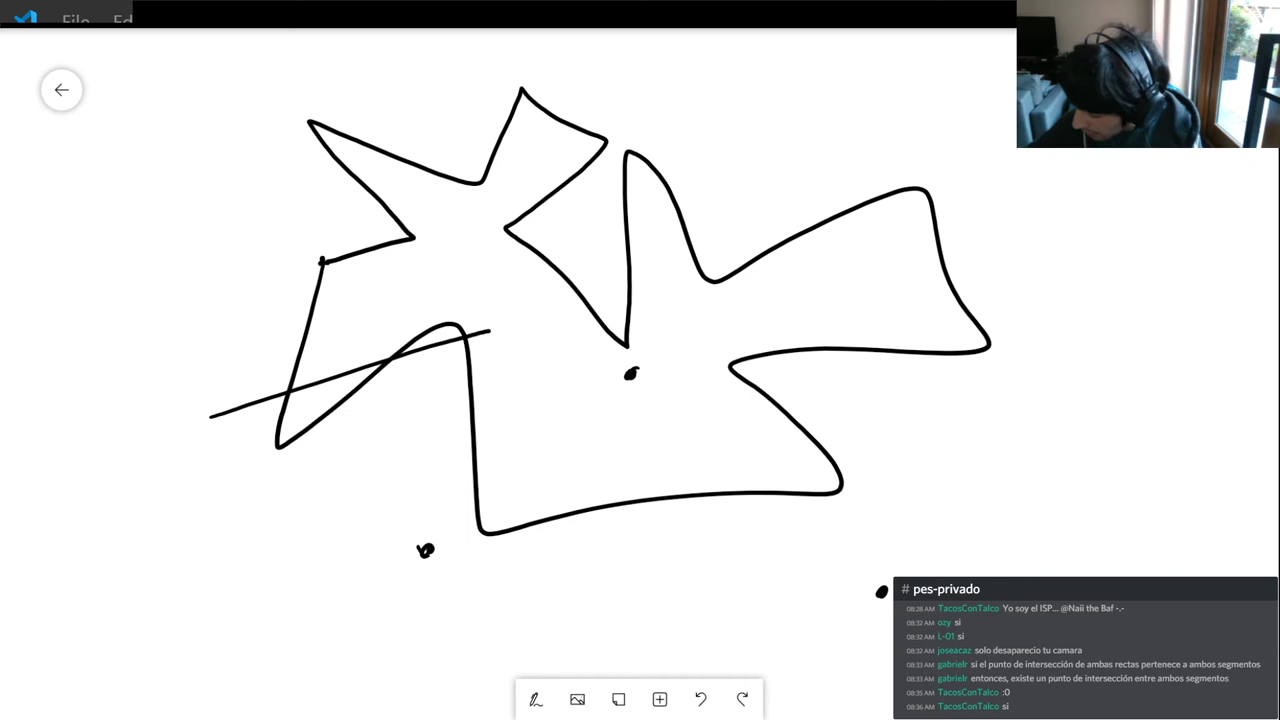 File Ed
# pes-privado
08:28 AM TacosConTalco Yo soy el ISP... @Naii the Baf -.-
08:32 AM ozy si
08:32 AM L-01 si
08:32 AM joseacaz solo desaparecio tu camara
08:33 AM gabrielr si el punto de intersección de ambas rectas pertenece a ambos segmentos
08:33 AM gabrielr entonces, existe un punto de intersección entre ambos segmentos
08:35 AM TacosConTalco :0
08:36 AM TacosConTalco si